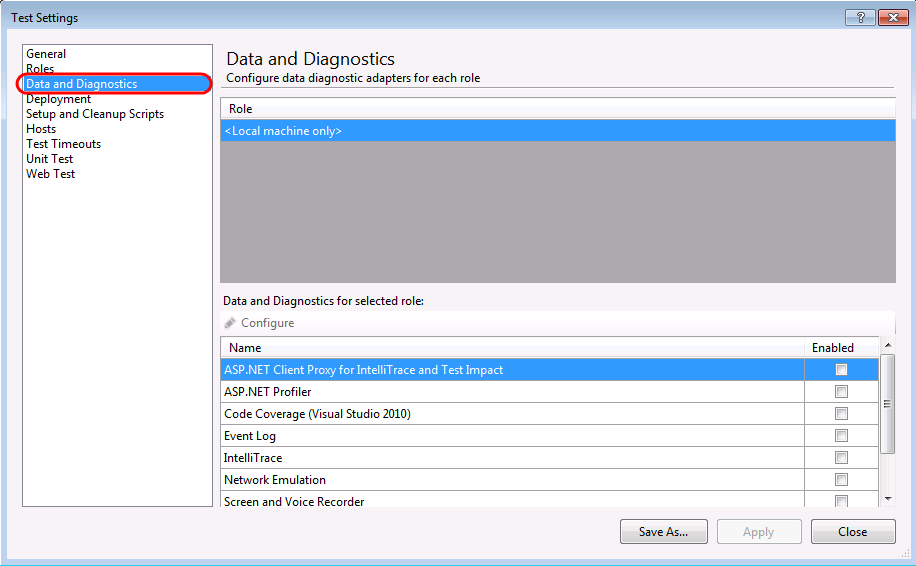 Test Settings
General
Roles
Data and Diagnostics
Deployment
Setup and Cleanup Scripts
Hosts
Test Timeouts
Unit Test
Web Test
Data and Diagnostics
Configure data diagnostic adapters for each role
Role
<Local machine only>
Data and Diagnostics for selected role:
Configure
Name Enabled
ASP.NET Client Proxy for IntelliTrace and Test Impact
ASP.NET Profiler
Code Coverage (Visual Studio 2010)
Event Log
IntelliTrace
Network Emulation
Screen and Voice Recorder
Save As... Apply Close